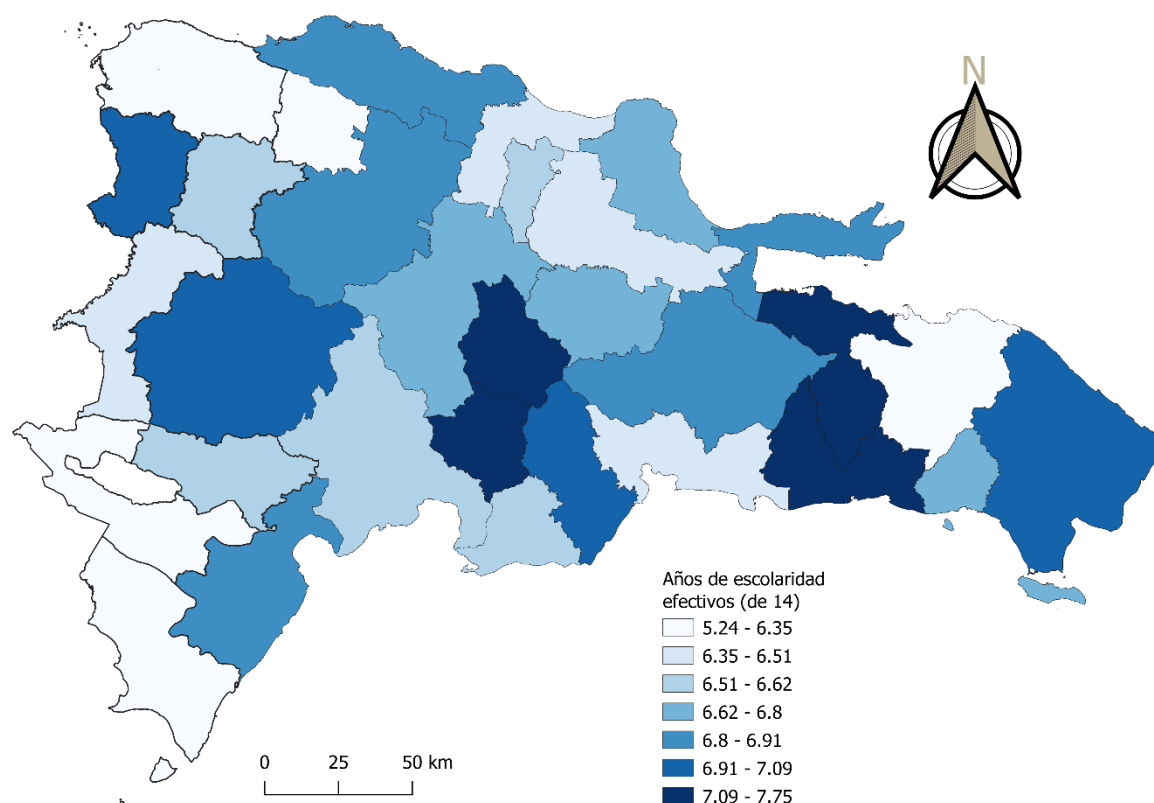 N
Años de escolaridad
efectivos (de 14)
5.24 - 6.35
6.35 - 6.51
6.51 - 6.62
6.62 - 6.8
6.8 - 6.91
6.91 - 7.09
7.09 - 7.75
0 25 50 km